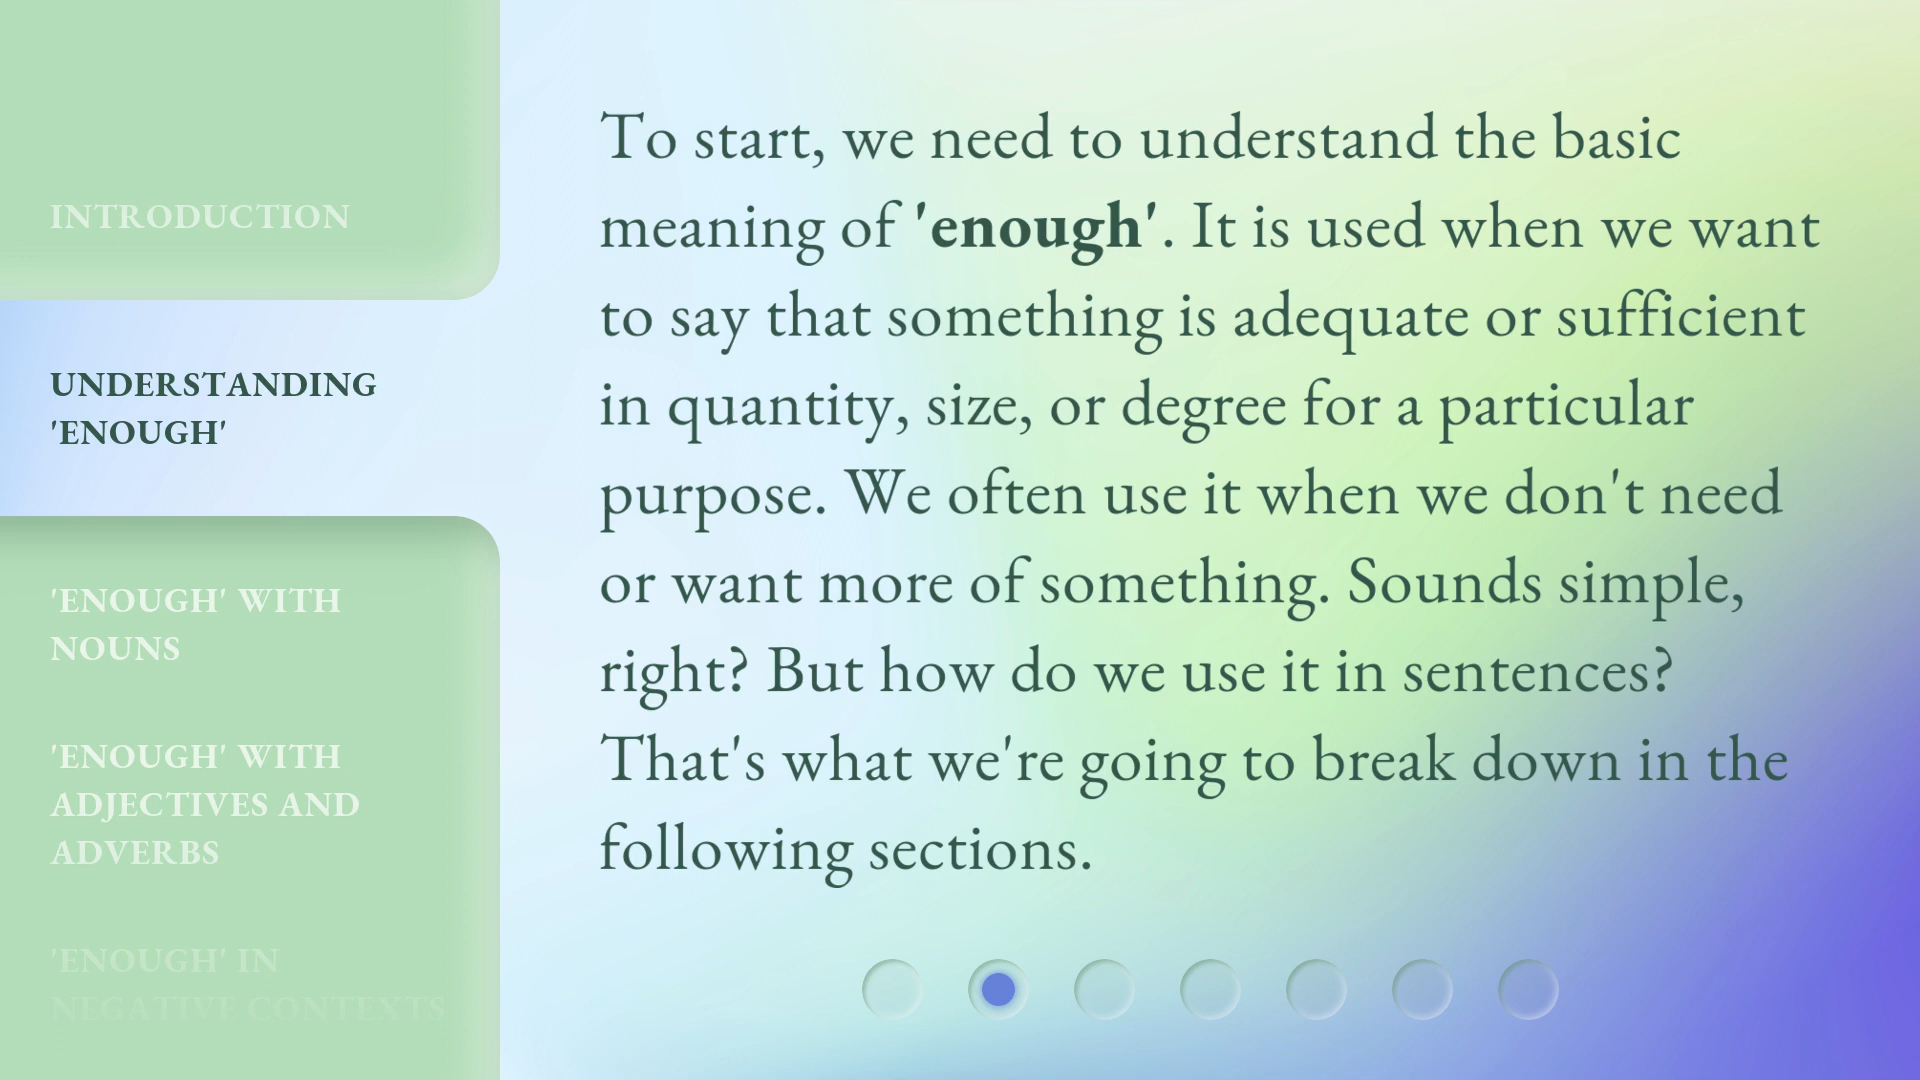 INTRODUCTION
UNDERSTANDING
'ENOUGH'
'ENOUGH' WITH
NOUNS
'ENOUGH' WITH
ADJECTIVES AND
ADVERBS
'ENOUGH' IN
NEGATIVE CONTEXTS
To start, we need to understand the basic
meaning of 'enough'. It is used when we want
to say that something is adequate or sufficient
in quantity, size, or degree for a particular
purpose. We often use it when we don't need
or want more of something. Sounds simple,
right? But how do we use it in sentences?
That's what we're going to break down in the
following sections.